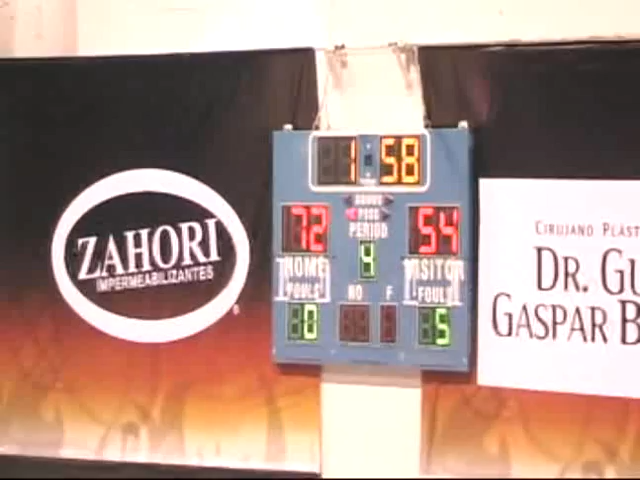 ZAHORI
IMPERMEABILIZANTES
1:58
BONUS
POSS
72 PERIOD 54
4
HOME VISITOR
FOULS NO F FOULS
0 5
CIRUJANO PLÁST
DR. GU
GASPAR B